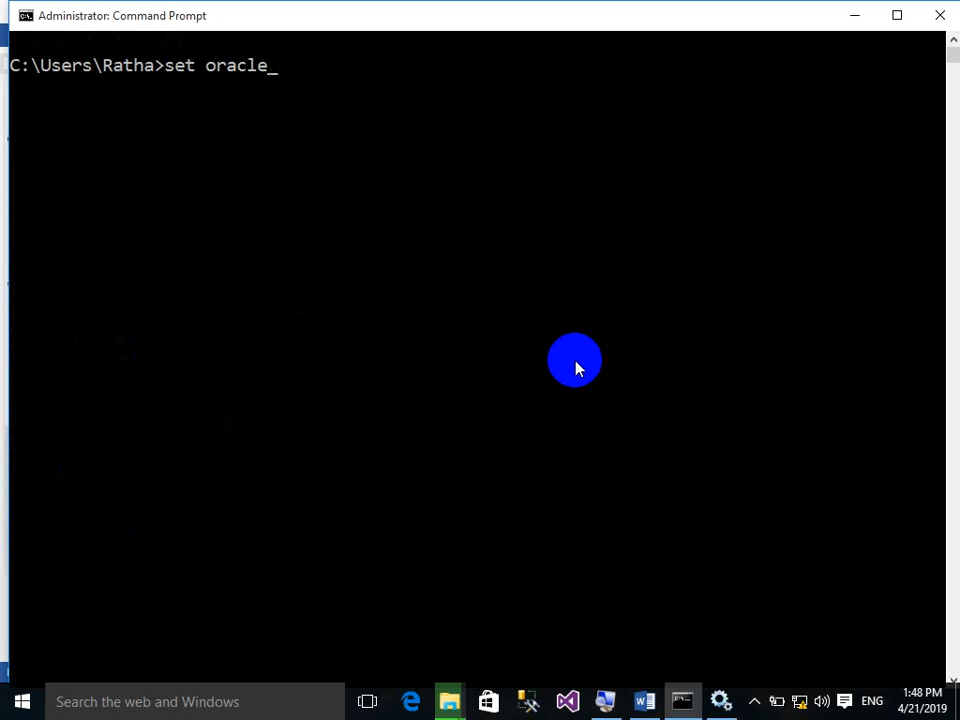 Administrator: Command Prompt
C:\Users\Ratha>set oracle_
Search the web and Windows
ENG
1:48 PM
4/21/2019